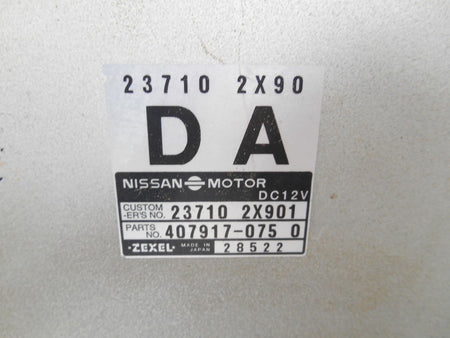 23710 2X90
DA
NISSAN MOTOR
DC12V
CUSTOM
-ER'S NO. 23710 2X901
PARTS
NO. 407917-075 0
·ZEXEL· MADE IN JAPAN 28522